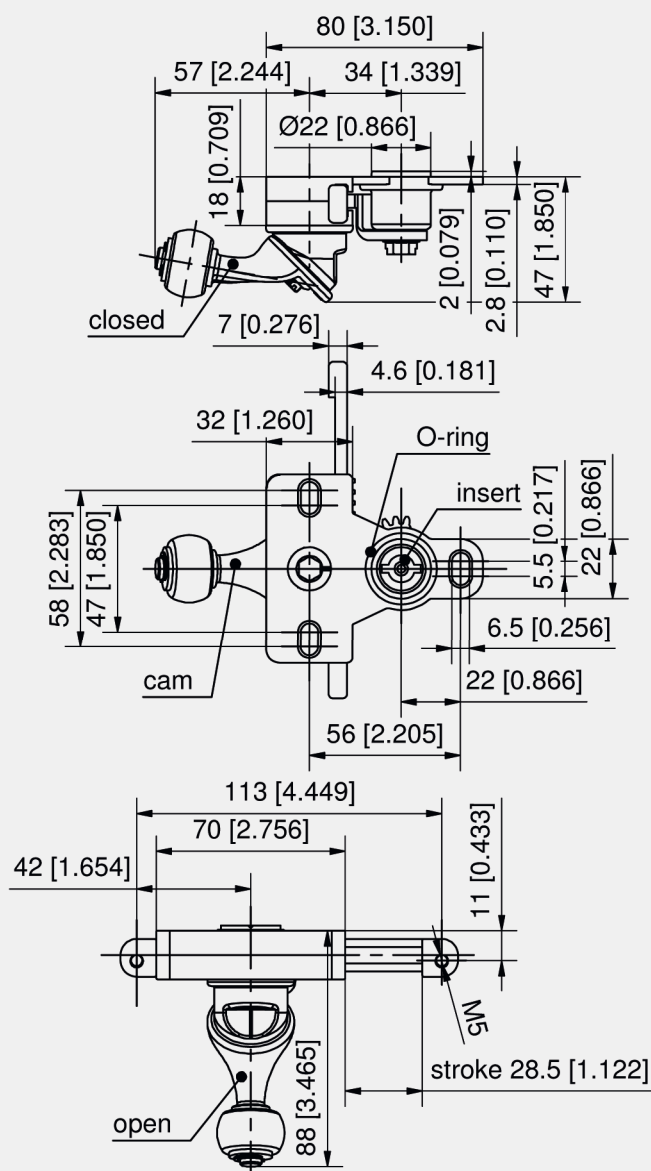 80 [3.150]
57 [2.244]
34 [1.339]
Ø22 [0.866]
18 [0.709]
2 [0.079]
2.8 [0.110]
47 [1.850]
closed
7 [0.276]
4.6 [0.181]
32 [1.260]
O-ring
insert
5.5 [0.217]
22 [0.866]
58 [2.283]
47 [1.850]
6.5 [0.256]
cam
22 [0.866]
56 [2.205]
113 [4.449]
70 [2.756]
42 [1.654]
11 [0.433]
M5
stroke 28.5 [1.122]
88 [3.465]
open